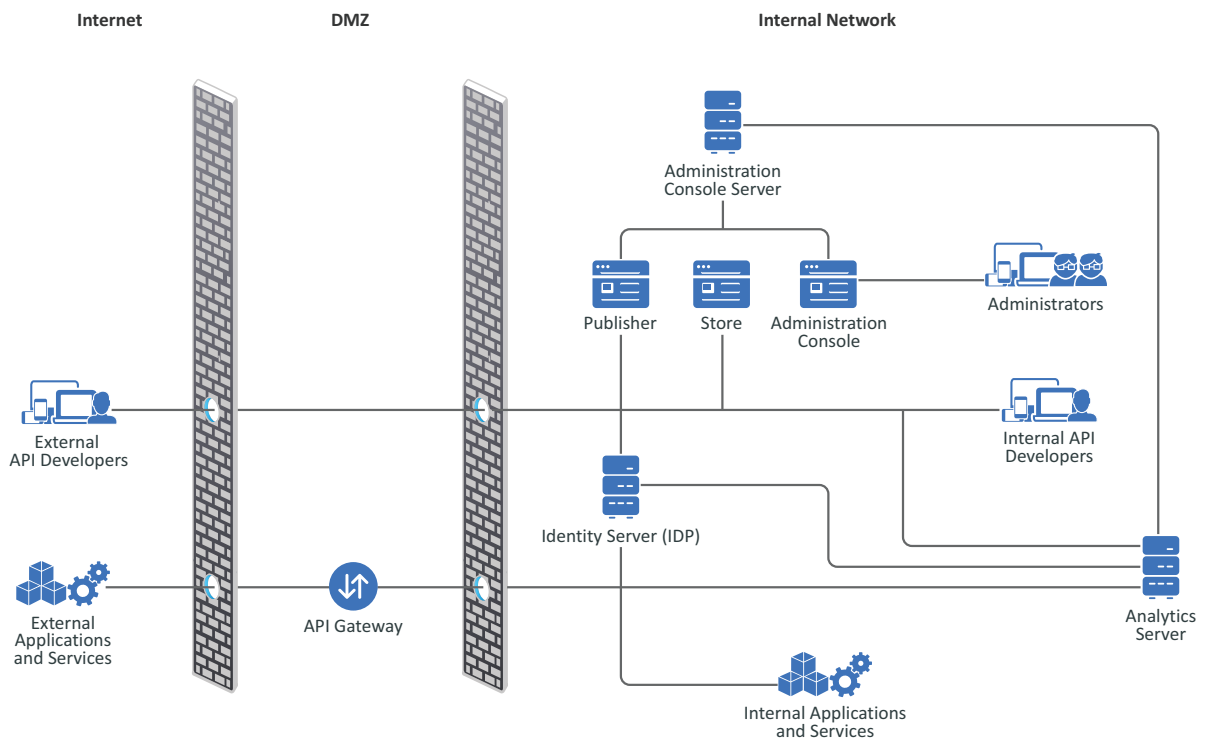 Internet
DMZ
Internal Network
Administration
Console Server
Publisher
Store
Administration
Console
Administrators
External
API Developers
Internal API
Developers
Identity Server (IDP)
External
Applications
and Services
API Gateway
Analytics
Server
Internal Applications
and Services